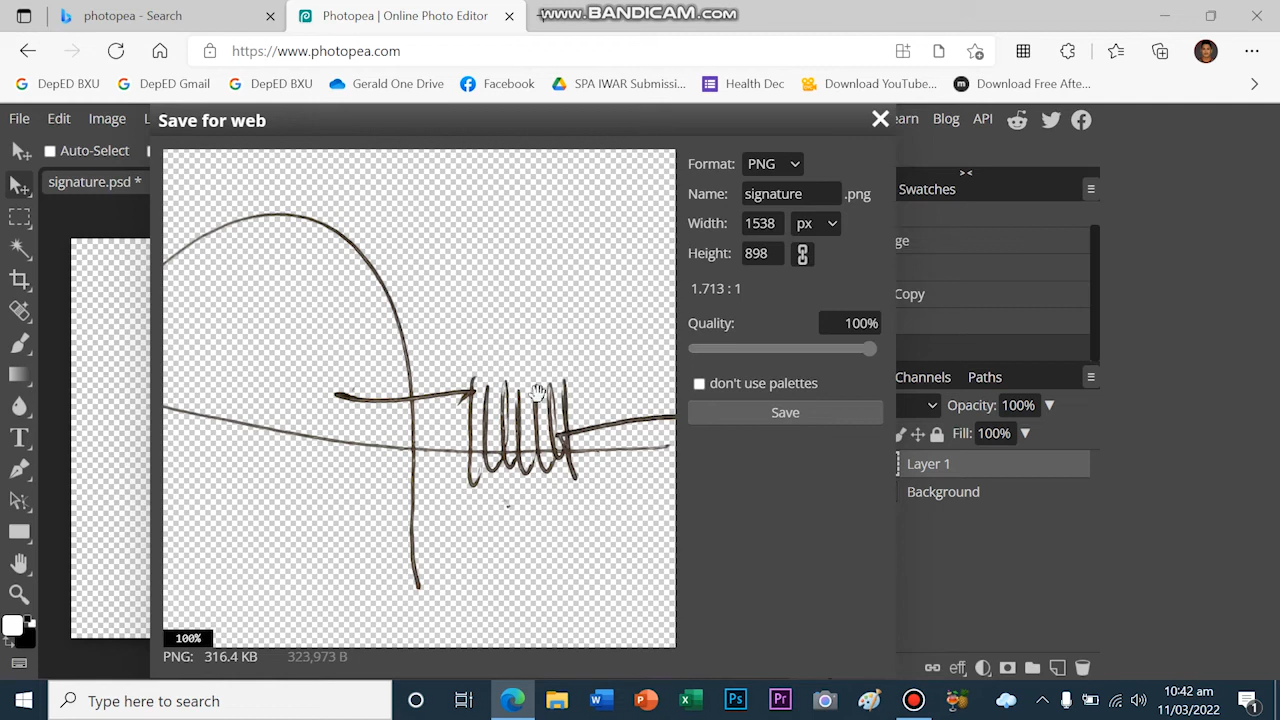 photopea - Search
Photopea | Online Photo Editor
www.BANDICAM.com
https://www.photopea.com
DepED BXU
DepED Gmail
DepED BXU
Gerald One Drive
Facebook
SPA IWAR Submissi...
Health Dec
Download YouTube...
Download Free Afte...
File
Edit
Image
L
Save for web
earn
Blog
API
Auto-Select
signature.psd *
Format:
PNG
Name:
signature
.png
Width:
1538
px
Height:
898
1.713 : 1
Quality:
100%
don't use palettes
Save
Swatches
ge
Copy
Channels
Paths
Opacity:
100%
Fill:
100%
Layer 1
Background
eff
100%
PNG:
316.4 KB
323,973 B
Type here to search
10:42 am
11/03/2022